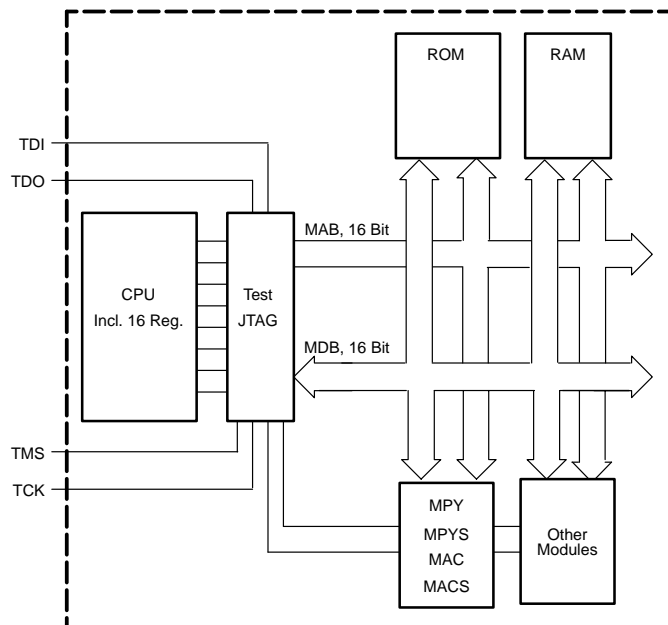 ROM
RAM
TDI
TDO
MAB, 16 Bit
CPU
Incl. 16 Reg.
Test
JTAG
MDB, 16 Bit
TMS
TCK
MPY
MPYS
MAC
MACS
Other
Modules